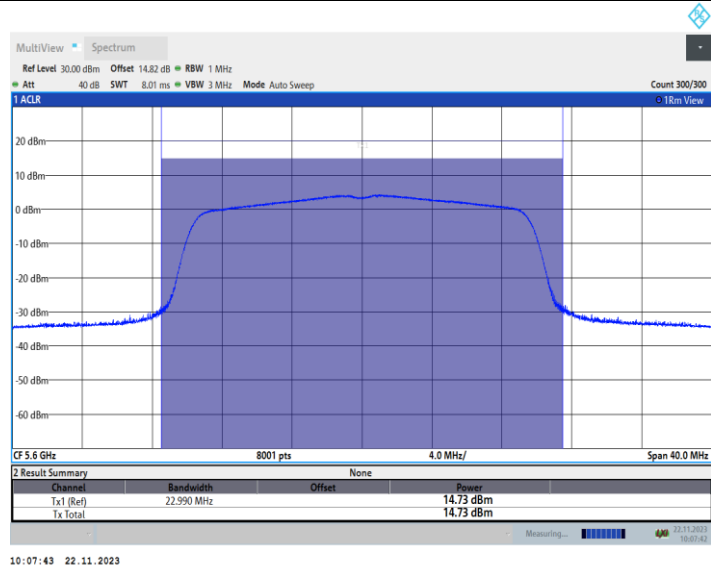 MultiView Spectrum
Ref Level 30.00 dBm Offset 14.82 dB RBW 1 MHz
Att 40 dB SWT 8.01 ms VBW 3 MHz Mode Auto Sweep Count 300/300
1 ACLR 1Rm View
20 dBm
10 dBm
0 dBm
-10 dBm
-20 dBm
-30 dBm
-40 dBm
-50 dBm
-60 dBm
CF 5.6 GHz 8001 pts 4.0 MHz/ Span 40.0 MHz
2 Result Summary None
Channel Bandwidth Offset Power
Tx1 (Ref) 22.990 MHz 14.73 dBm
Tx Total 14.73 dBm
Measuring... 22.11.2023
10:07:42
10:07:43 22.11.2023